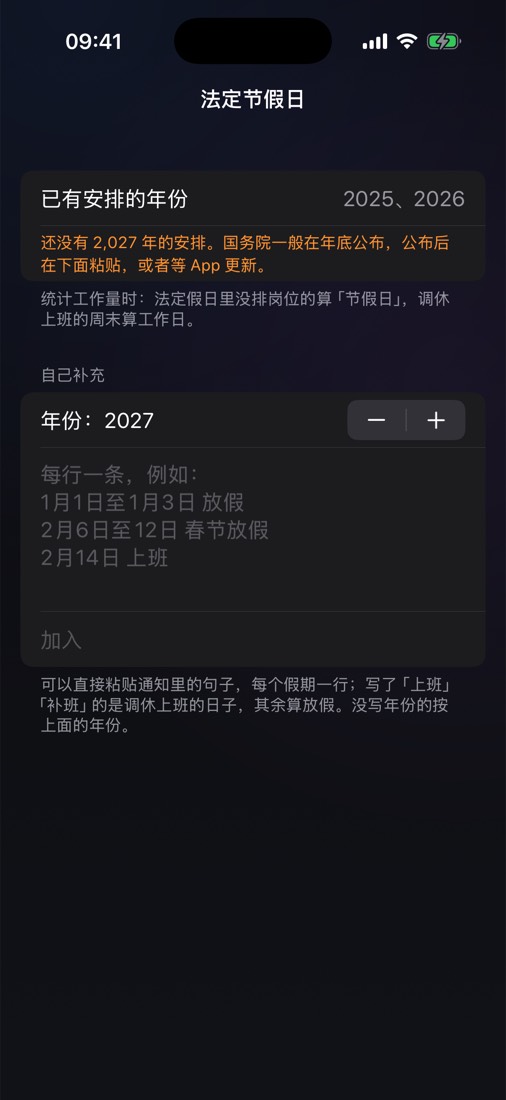 09:41
法定节假日
已有安排的年份 2025、2026
还没有 2,027 年的安排。国务院一般在年底公布，公布后
在下面粘贴，或者等 App 更新。
统计工作量时：法定假日里没排岗位的算「节假日」，调休
上班的周末算工作日。
自己补充
年份：2027
每行一条，例如：
1月1日至1月3日 放假
2月6日至12日 春节放假
2月14日 上班
加入
可以直接粘贴通知里的句子，每个假期一行；写了「上班」
「补班」的是调休上班的日子，其余算放假。没写年份的按
上面的年份。